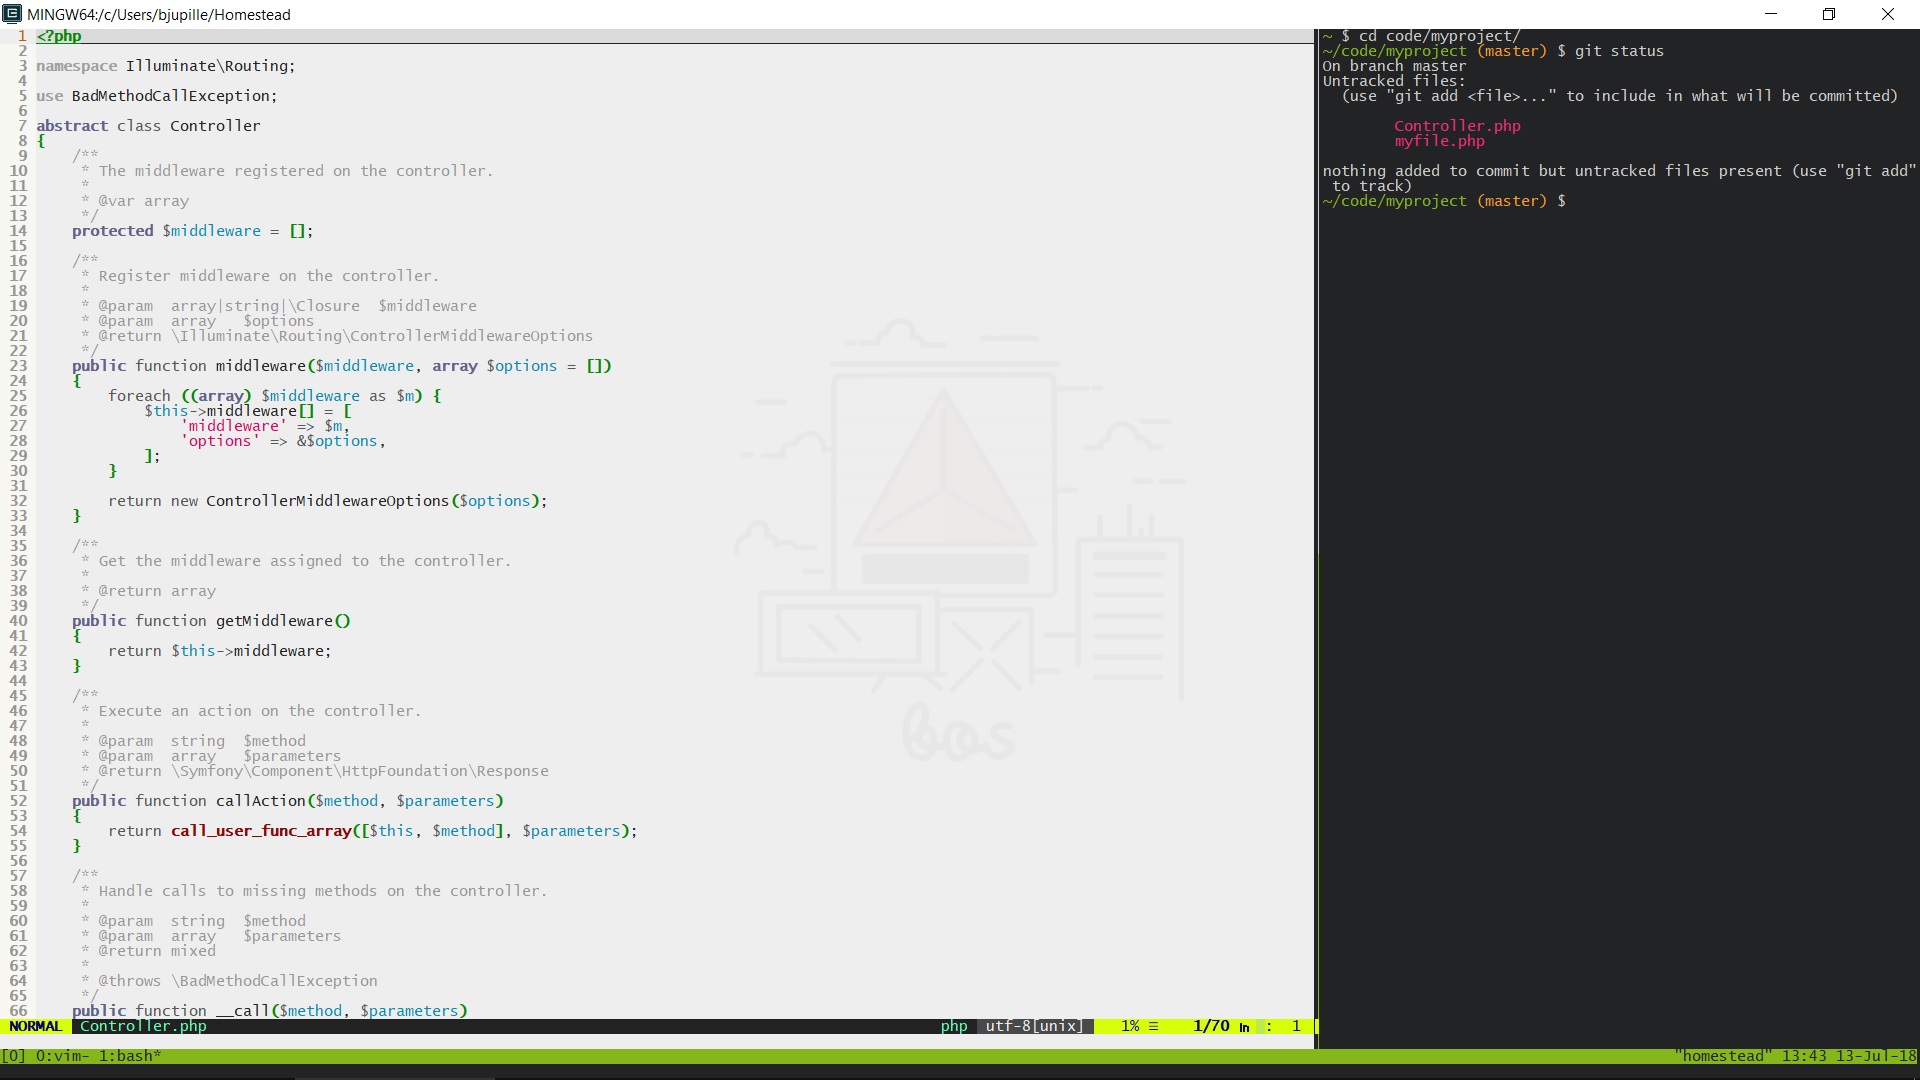 MINGW64:/c/Users/bjupille/Homestead
1 <?php
2
3 namespace Illuminate\Routing;
4
5 use BadMethodCallException;
6
7 abstract class Controller
8 {
9     /**
10      * The middleware registered on the controller.
11      *
12      * @var array
13      */
14     protected $middleware = [];
15
16     /**
17      * Register middleware on the controller.
18      *
19      * @param  array|string|\Closure  $middleware
20      * @param  array   $options
21      * @return \Illuminate\Routing\ControllerMiddlewareOptions
22      */
23     public function middleware($middleware, array $options = [])
24     {
25         foreach ((array) $middleware as $m) {
26             $this->middleware[] = [
27                 'middleware' => $m,
28                 'options' => &$options,
29             ];
30         }
31
32         return new ControllerMiddlewareOptions($options);
33     }
34
35     /**
36      * Get the middleware assigned to the controller.
37      *
38      * @return array
39      */
40     public function getMiddleware()
41     {
42         return $this->middleware;
43     }
44
45     /**
46      * Execute an action on the controller.
47      *
48      * @param  string  $method
49      * @param  array   $parameters
50      * @return \Symfony\Component\HttpFoundation\Response
51      */
52     public function callAction($method, $parameters)
53     {
54         return call_user_func_array([$this, $method], $parameters);
55     }
56
57     /**
58      * Handle calls to missing methods on the controller.
59      *
60      * @param  string  $method
61      * @param  array   $parameters
62      * @return mixed
63      *
64      * @throws \BadMethodCallException
65      */
66     public function __call($method, $parameters)
bos
NORMAL Controller.php php utf-8[unix] 1% ☰ 1/70 ㏑ : 1
~ $ cd code/myproject/
~/code/myproject (master) $ git status
On branch master
Untracked files:
  (use "git add <file>..." to include in what will be committed)

        Controller.php
        myfile.php

nothing added to commit but untracked files present (use "git add"
 to track)
~/code/myproject (master) $
[0] 0:vim- 1:bash* "homestead" 13:43 13-Jul-18